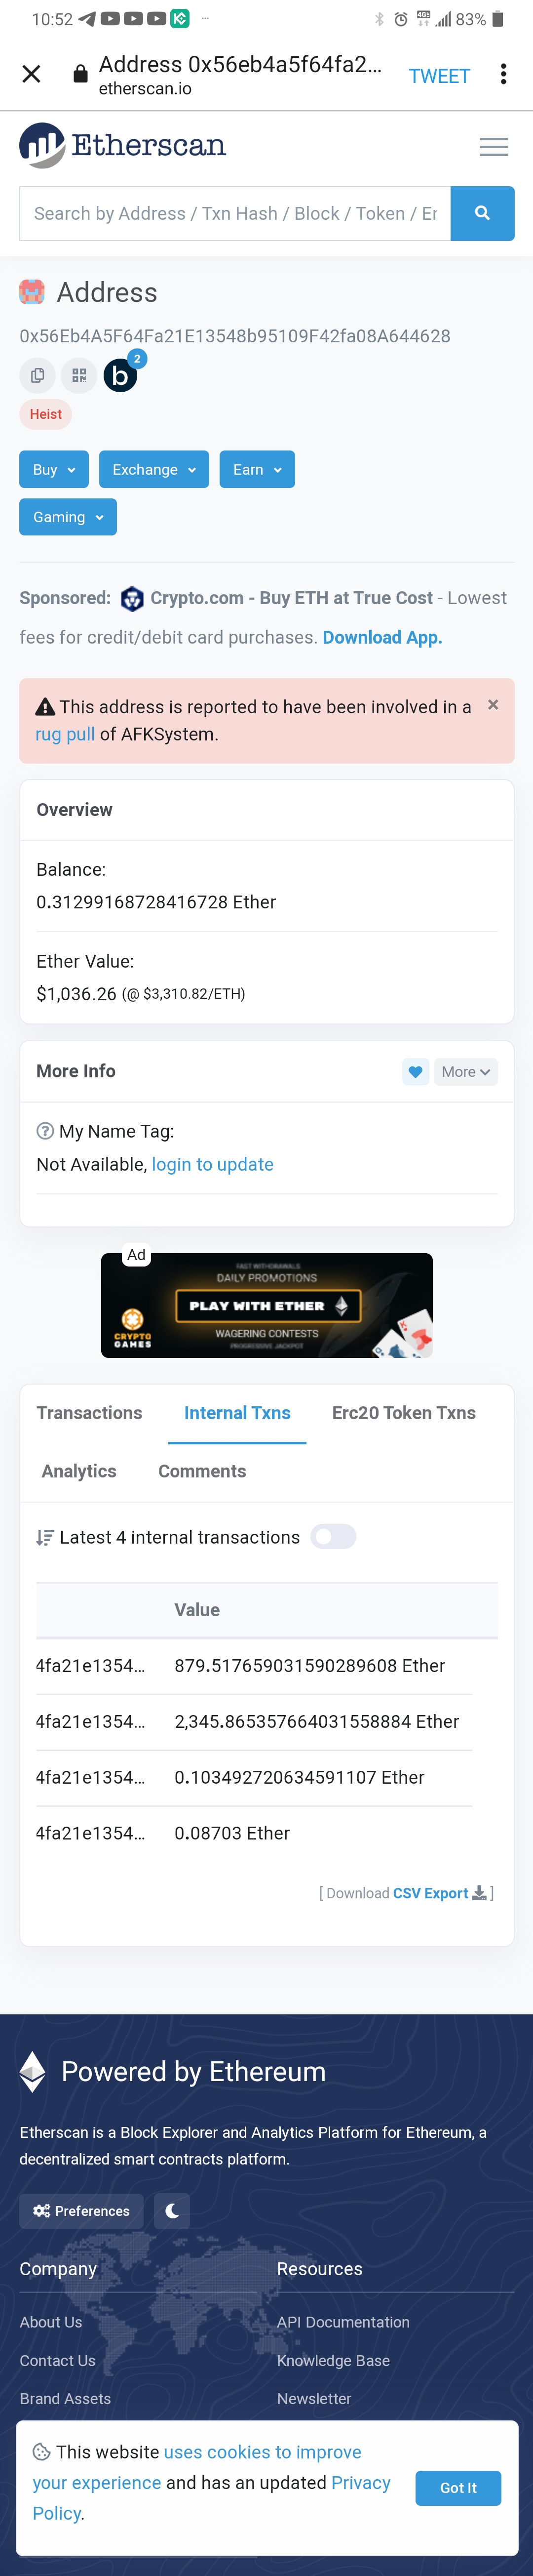 10:52 ... 4G 83%
Address 0x56eb4a5f64fa2...
etherscan.io
TWEET
Etherscan
Search by Address / Txn Hash / Block / Token / Er
Address
0x56Eb4A5F64Fa21E13548b95109F42fa08A644628
b 2
Heist
Buy Exchange Earn
Gaming
Sponsored: Crypto.com - Buy ETH at True Cost - Lowest
fees for credit/debit card purchases. Download App.
This address is reported to have been involved in a ×
rug pull of AFKSystem.
Overview
Balance:
0.31299168728416728 Ether
Ether Value:
$1,036.26 (@ $3,310.82/ETH)
More Info More
My Name Tag:
Not Available, login to update
Ad
FAST WITHDRAWALS
DAILY PROMOTIONS
PLAY WITH ETHER
CRYPTO
GAMES
WAGERING CONTESTS
PROGRESSIVE JACKPOT
Transactions Internal Txns Erc20 Token Txns
Analytics Comments
Latest 4 internal transactions
Value
4fa21e1354... 879.517659031590289608 Ether
4fa21e1354... 2,345.865357664031558884 Ether
4fa21e1354... 0.103492720634591107 Ether
4fa21e1354... 0.08703 Ether
[ Download CSV Export ]
Powered by Ethereum
Etherscan is a Block Explorer and Analytics Platform for Ethereum, a
decentralized smart contracts platform.
Preferences
Company Resources
About Us API Documentation
Contact Us Knowledge Base
Brand Assets Newsletter
This website uses cookies to improve
your experience and has an updated Privacy
Policy.
Got It